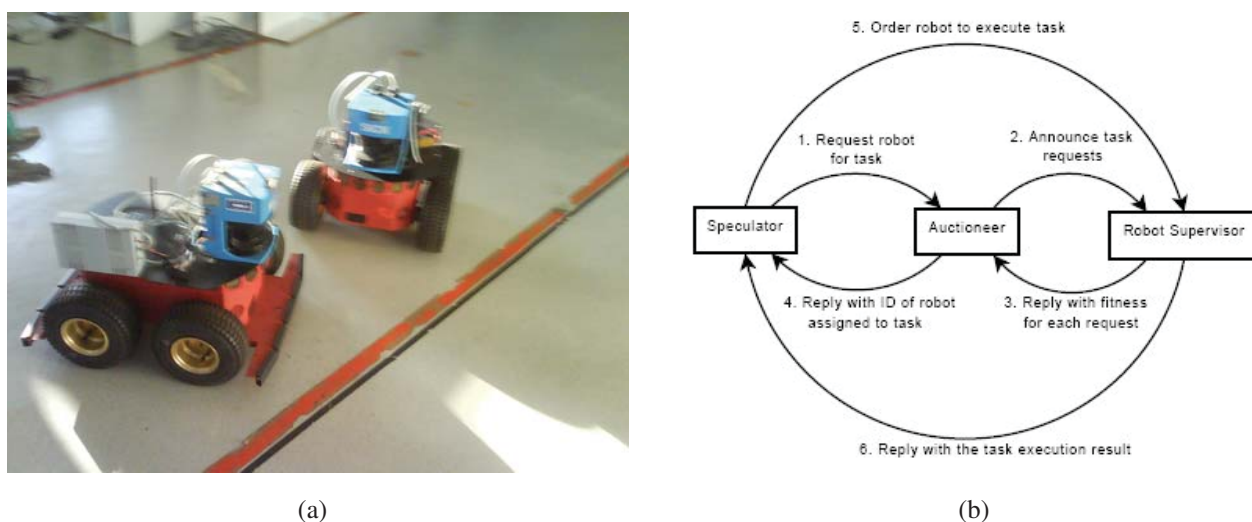 5. Order robot to execute task
1. Request robot
for task
2. Announce task
requests
Speculator
Auctioneer
Robot Supervisor
4. Reply with ID of robot
assigned to task
3. Reply with fitness
for each request
6. Reply with the task execution result
(a)
(b)